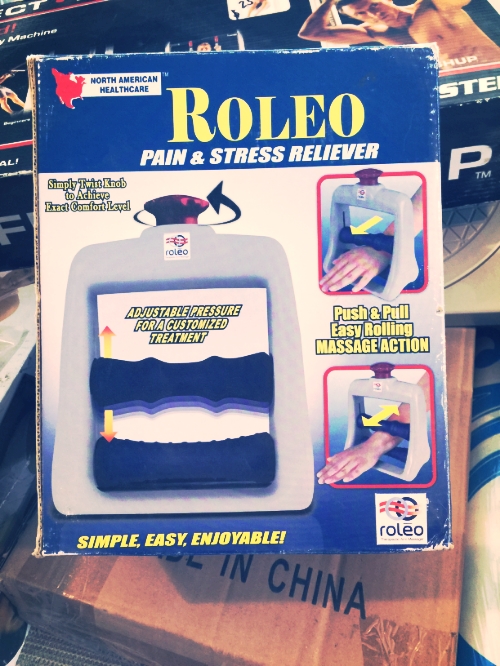 y Machine
NORTH AMERICAN
HEALTHCARE
ROLEO
PAIN & STRESS RELIEVER
Simply Twist Knob
to Achieve
Exact Comfort Level
roleo
ADJUSTABLE PRESSURE
FOR A CUSTOMIZED
TREATMENT
Push & Pull
Easy Rolling
MASSAGE ACTION
roleo
SIMPLE, EASY, ENJOYABLE!
IN CHINA